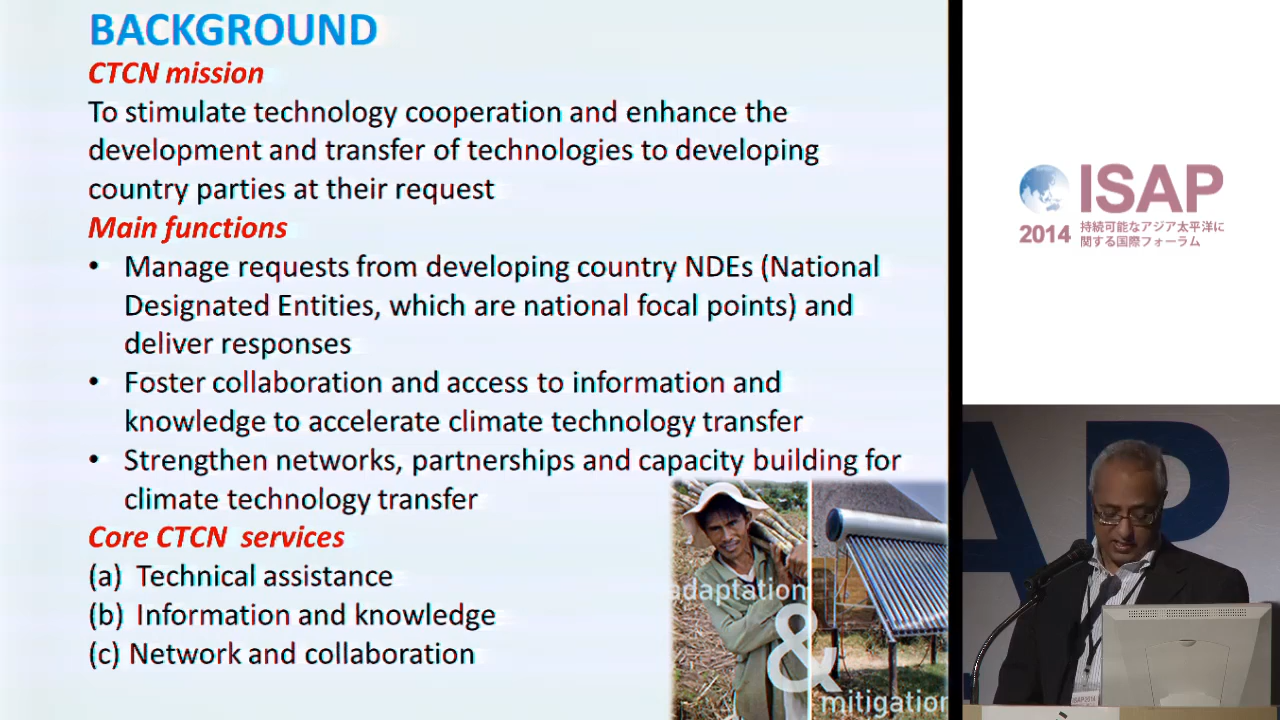 BACKGROUND
CTCN mission
To stimulate technology cooperation and enhance the
development and transfer of technologies to developing
country parties at their request
Main functions
• Manage requests from developing country NDEs (National
Designated Entities, which are national focal points) and
deliver responses
• Foster collaboration and access to information and
knowledge to accelerate climate technology transfer
• Strengthen networks, partnerships and capacity building for
climate technology transfer
Core CTCN services
(a) Technical assistance
(b) Information and knowledge
(c) Network and collaboration
adaptation
&
mitigation
ISAP
2014 持続可能なアジア太平洋に
関する国際フォーラム
AP